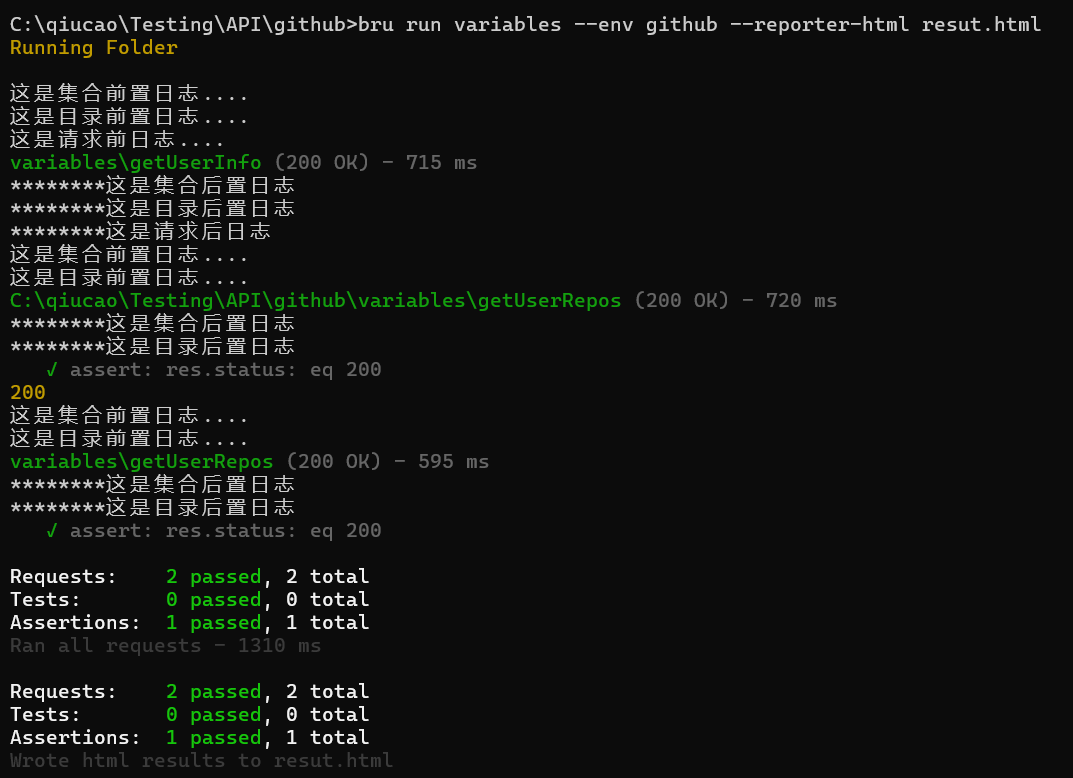 C:\qiucao\Testing\API\github>bru run variables --env github --reporter-html resut.html
Running Folder
这是集合前置日志....
这是目录前置日志....
这是请求前日志....
variables\getUserInfo (200 OK) - 715 ms
********这是集合后置日志
********这是目录后置日志
********这是请求后日志
这是集合前置日志....
这是目录前置日志....
C:\qiucao\Testing\API\github\variables\getUserRepos (200 OK) - 720 ms
********这是集合后置日志
********这是目录后置日志
✓ assert: res.status: eq 200
200
这是集合前置日志....
这是目录前置日志....
variables\getUserRepos (200 OK) - 595 ms
********这是集合后置日志
********这是目录后置日志
✓ assert: res.status: eq 200
Requests:    2 passed, 2 total
Tests:       0 passed, 0 total
Assertions:  1 passed, 1 total
Ran all requests - 1310 ms
Requests:    2 passed, 2 total
Tests:       0 passed, 0 total
Assertions:  1 passed, 1 total
Wrote html results to resut.html